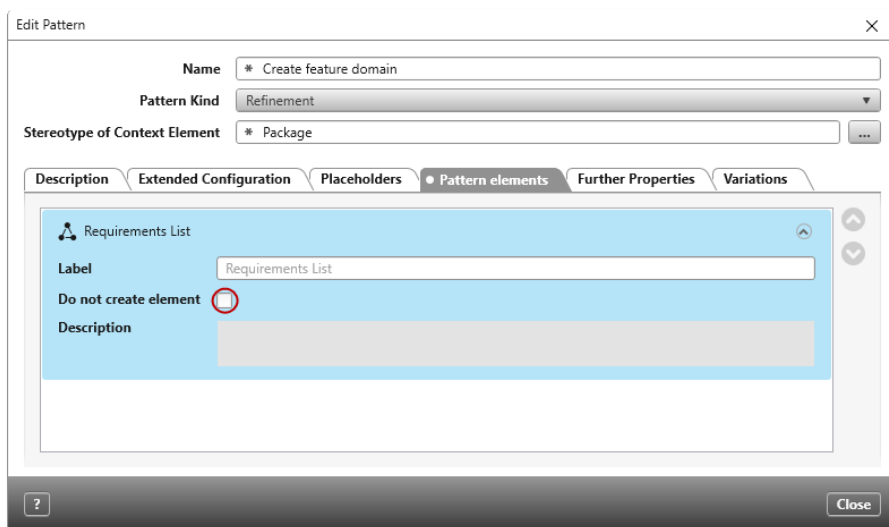 Edit Pattern
Name * Create feature domain
Pattern Kind Refinement
Stereotype of Context Element * Package ...
Description Extended Configuration Placeholders Pattern elements Further Properties Variations
Requirements List
Label Requirements List
Do not create element
Description
? Close